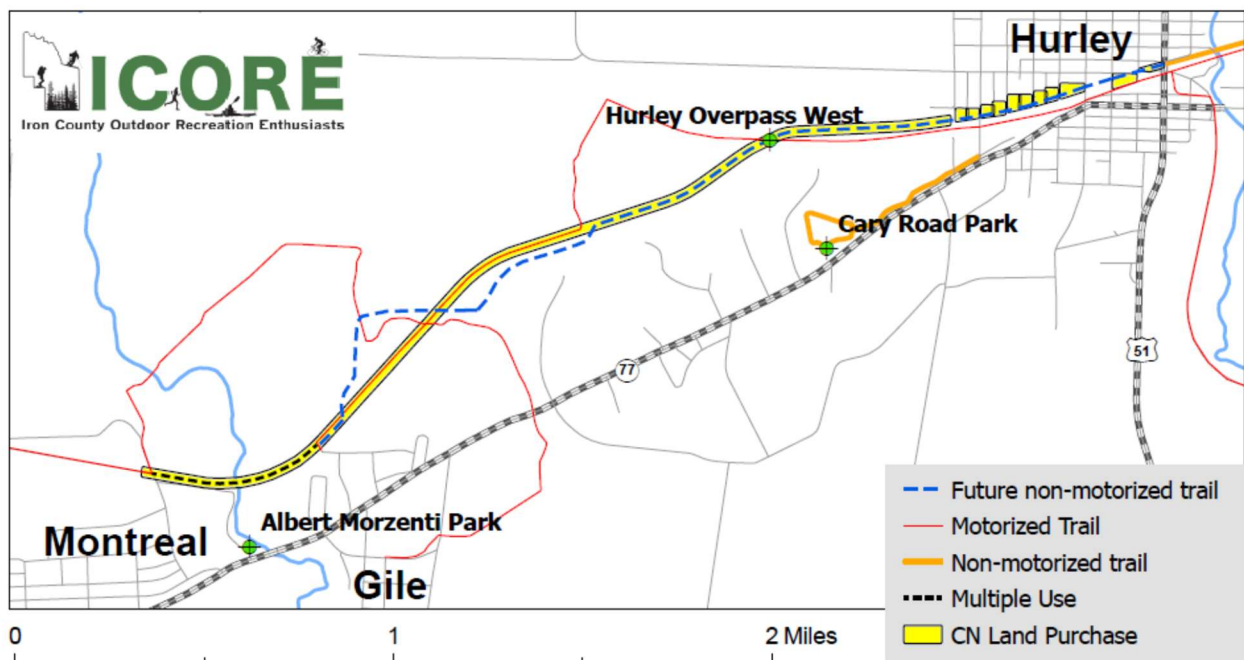 ICORE
Iron County Outdoor Recreation Enthusiasts
Hurley
Hurley Overpass West
Cary Road Park
77
51
Albert Morzenti Park
Montreal
Gile
Future non-motorized trail
Motorized Trail
Non-motorized trail
Multiple Use
CN Land Purchase
0 1 2 Miles